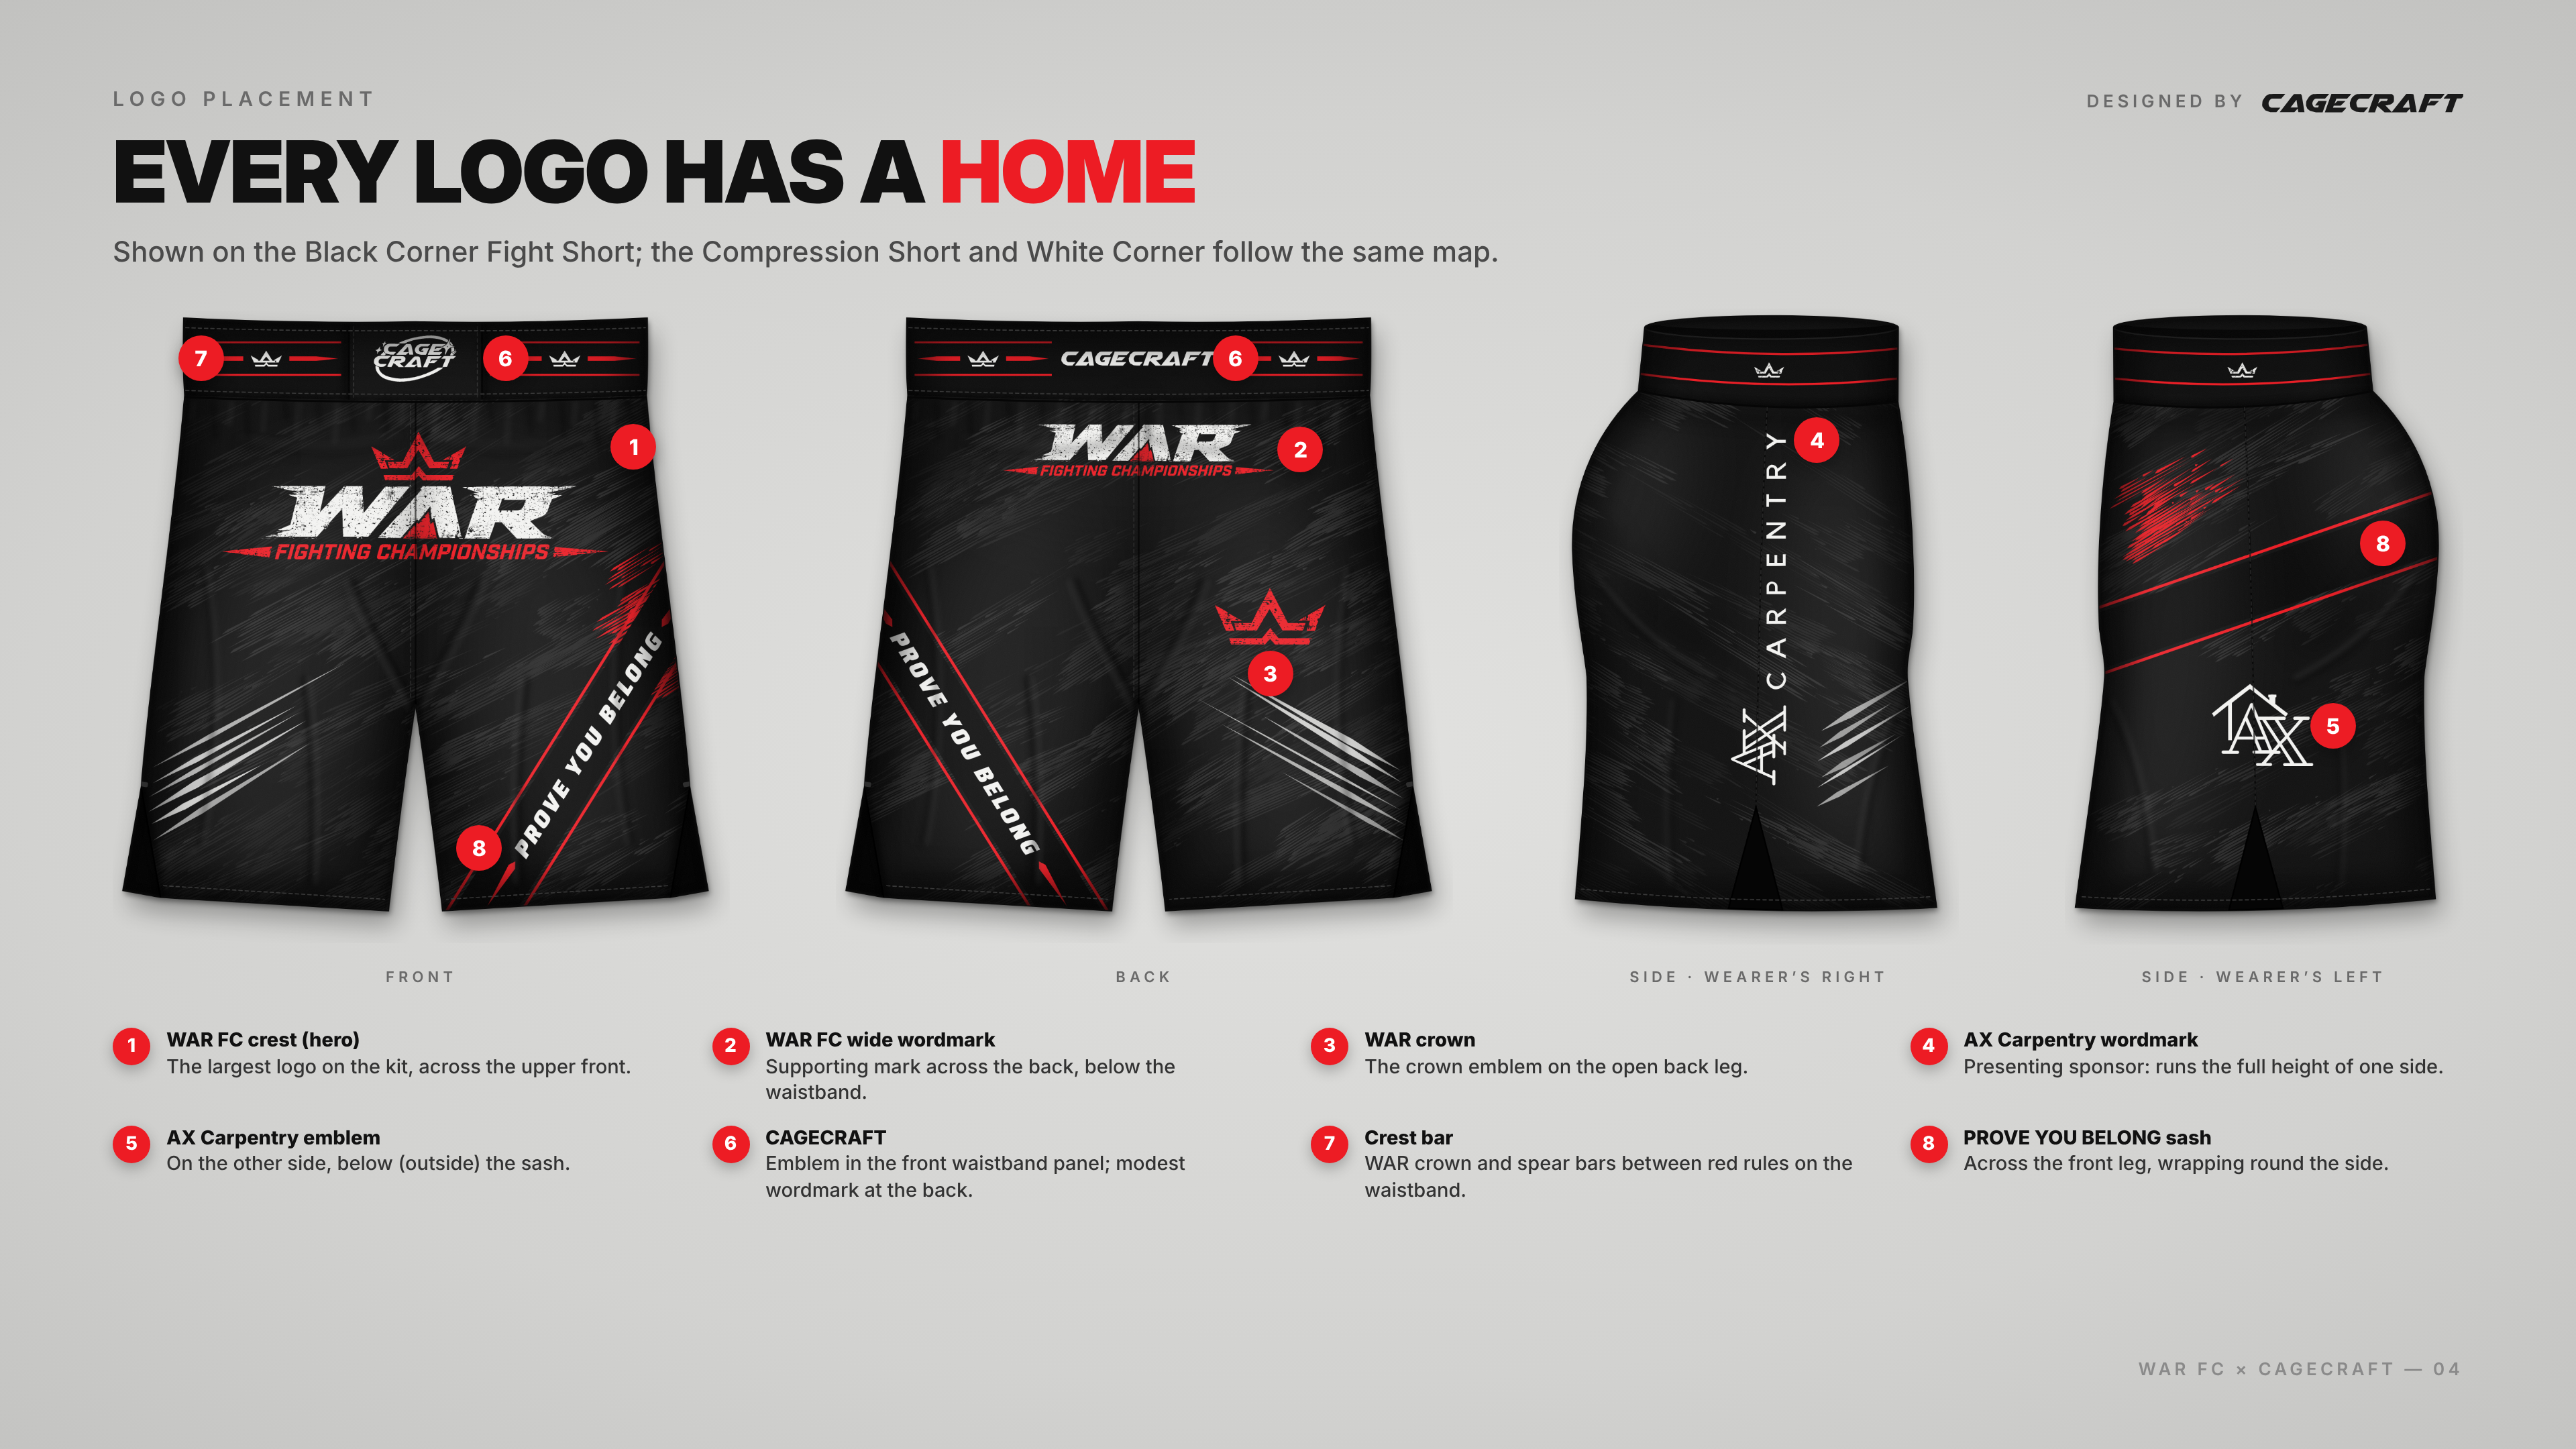 LOGO PLACEMENT
DESIGNED BY CAGECRAFT
EVERY LOGO HAS A HOME
Shown on the Black Corner Fight Short; the Compression Short and White Corner follow the same map.
7
CAGE
CRAFT
6
1
WAR
FIGHTING CHAMPIONSHIPS
PROVE YOU BELONG
8
CAGECRAFT
6
WAR
FIGHTING CHAMPIONSHIPS
2
3
PROVE YOU BELONG
4
AX CARPENTRY
8
AX
5
FRONT
BACK
SIDE · WEARER’S RIGHT
SIDE · WEARER’S LEFT
1
WAR FC crest (hero)
The largest logo on the kit, across the upper front.
2
WAR FC wide wordmark
Supporting mark across the back, below the
waistband.
3
WAR crown
The crown emblem on the open back leg.
4
AX Carpentry wordmark
Presenting sponsor: runs the full height of one side.
5
AX Carpentry emblem
On the other side, below (outside) the sash.
6
CAGECRAFT
Emblem in the front waistband panel; modest
wordmark at the back.
7
Crest bar
WAR crown and spear bars between red rules on the
waistband.
8
PROVE YOU BELONG sash
Across the front leg, wrapping round the side.
WAR FC × CAGECRAFT — 04